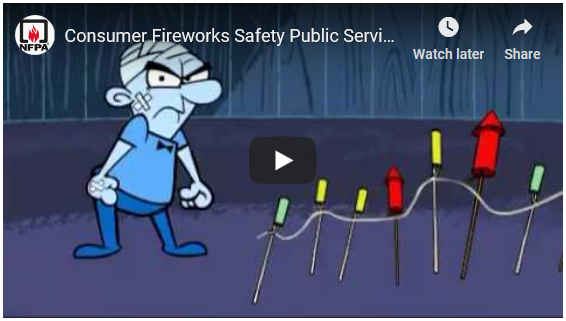 NFPA
Consumer Fireworks Safety Public Servi...
Watch later
Share